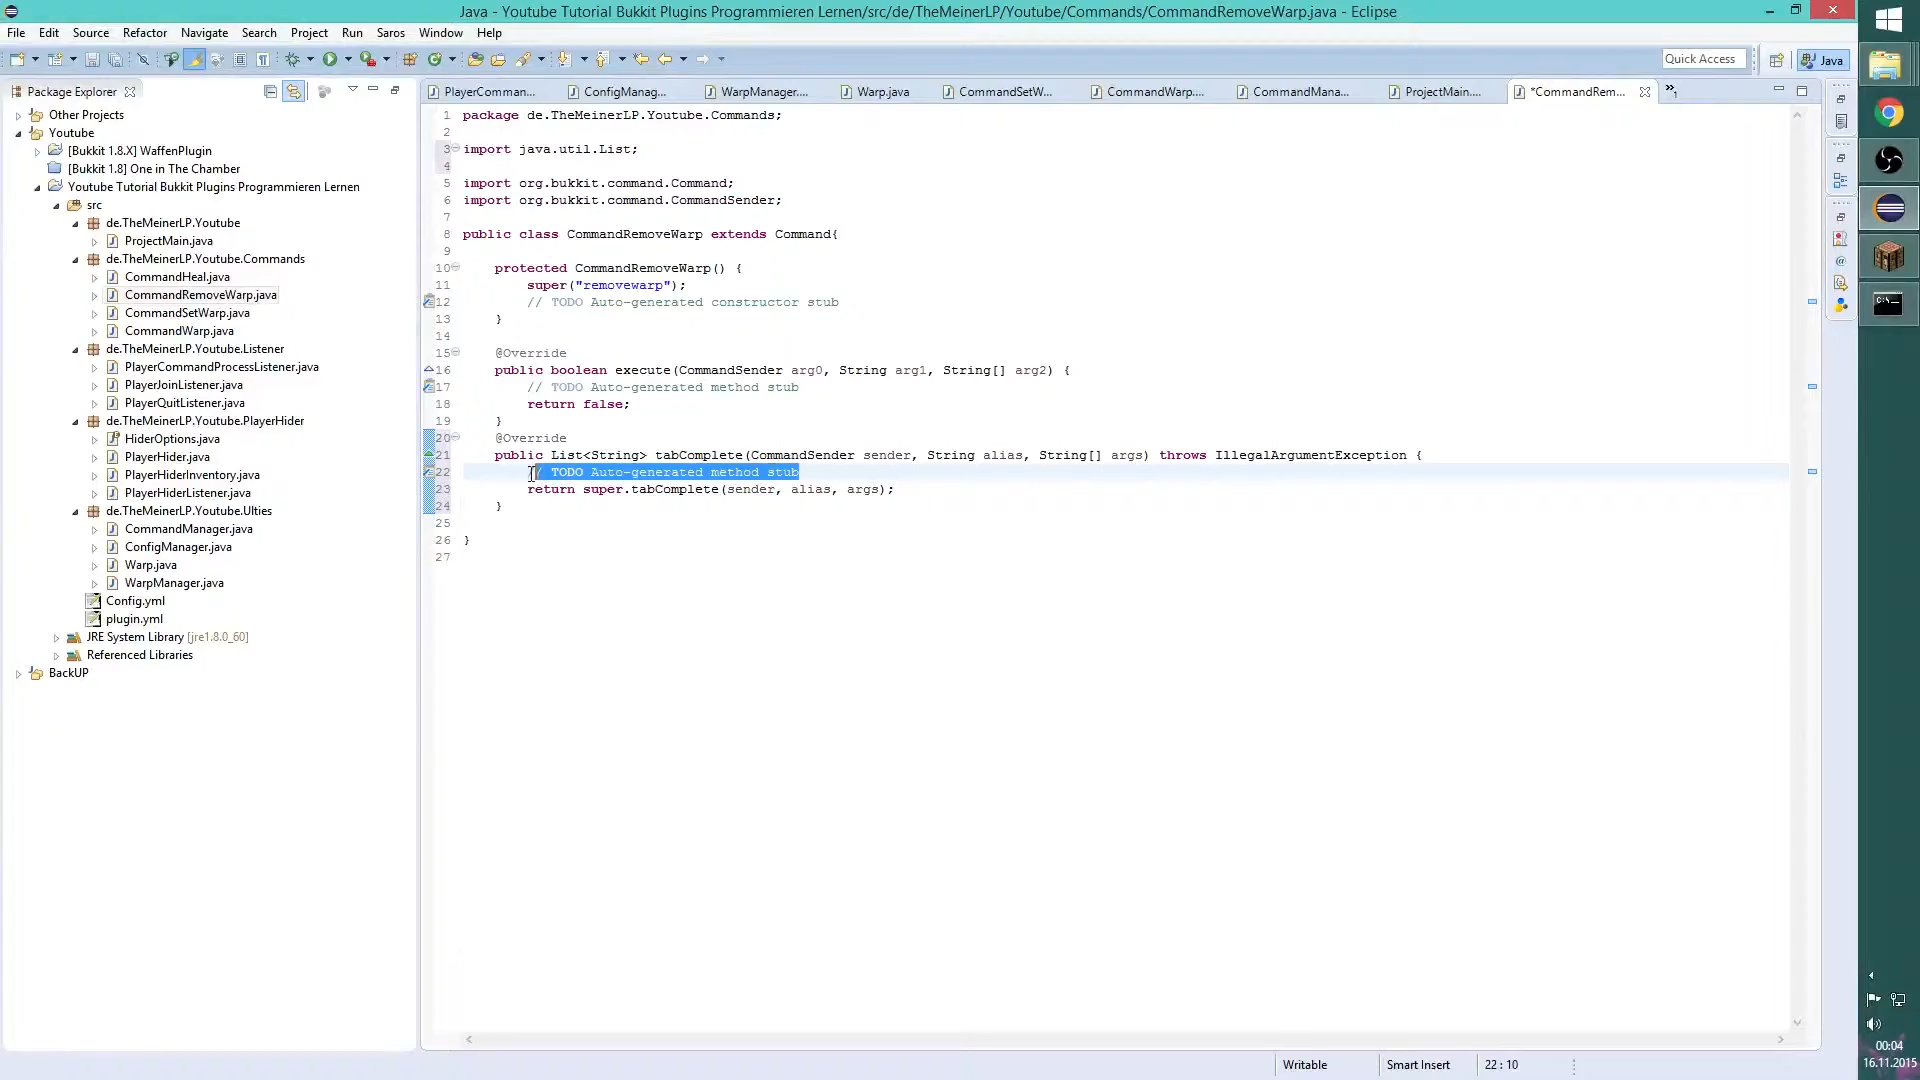 Java - Youtube Tutorial Bukkit Plugins Programmieren Lernen/src/de/TheMeinerLP/Youtube/Commands/CommandRemoveWarp.java - Eclipse
File Edit Source Refactor Navigate Search Project Run Saros Window Help
Quick Access
Java
Package Explorer
PlayerComman... ConfigManag... WarpManager.... Warp.java CommandSetW... CommandWarp.... CommandMana... ProjectMain.... *CommandRem... »1
Other Projects
Youtube
[Bukkit 1.8.X] WaffenPlugin
[Bukkit 1.8] One in The Chamber
Youtube Tutorial Bukkit Plugins Programmieren Lernen
src
de.TheMeinerLP.Youtube
ProjectMain.java
de.TheMeinerLP.Youtube.Commands
CommandHeal.java
CommandRemoveWarp.java
CommandSetWarp.java
CommandWarp.java
de.TheMeinerLP.Youtube.Listener
PlayerCommandProcessListener.java
PlayerJoinListener.java
PlayerQuitListener.java
de.TheMeinerLP.Youtube.PlayerHider
HiderOptions.java
PlayerHider.java
PlayerHiderInventory.java
PlayerHiderListener.java
de.TheMeinerLP.Youtube.Ulties
CommandManager.java
ConfigManager.java
Warp.java
WarpManager.java
Config.yml
plugin.yml
JRE System Library [jre1.8.0_60]
Referenced Libraries
BackUP
1 package de.TheMeinerLP.Youtube.Commands;
2
3 import java.util.List;
4
5 import org.bukkit.command.Command;
6 import org.bukkit.command.CommandSender;
7
8 public class CommandRemoveWarp extends Command{
9
10 protected CommandRemoveWarp() {
11 super("removewarp");
12 // TODO Auto-generated constructor stub
13 }
14
15 @Override
16 public boolean execute(CommandSender arg0, String arg1, String[] arg2) {
17 // TODO Auto-generated method stub
18 return false;
19 }
20 @Override
21 public List<String> tabComplete(CommandSender sender, String alias, String[] args) throws IllegalArgumentException {
22 // TODO Auto-generated method stub
23 return super.tabComplete(sender, alias, args);
24 }
25
26 }
27
Writable Smart Insert 22 : 10
00:04
16.11.2015